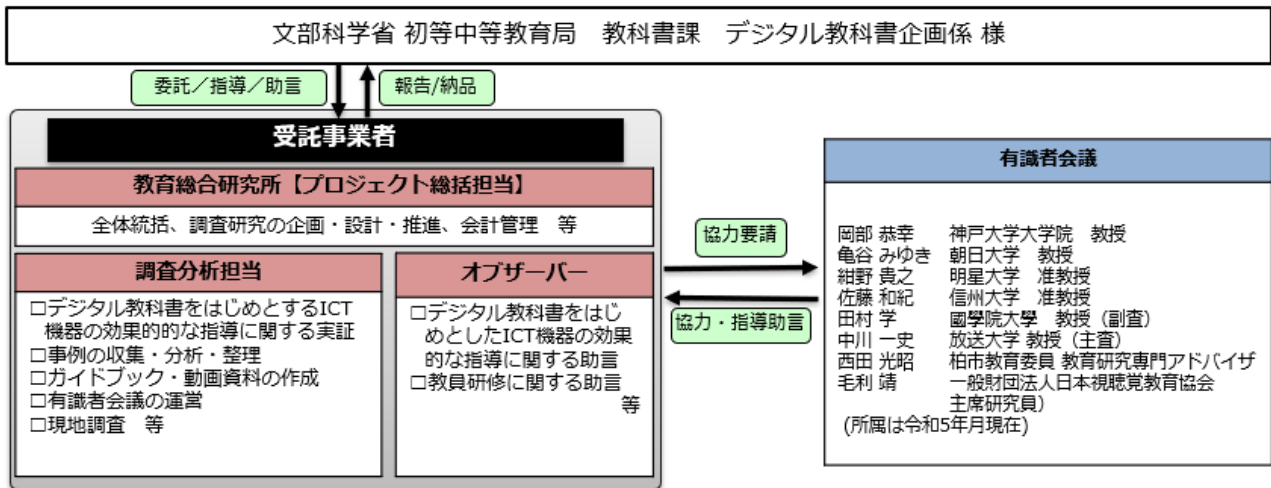 文部科学省 初等中等教育局　教科書課　デジタル教科書企画係 様
委託／指導／助言
報告/納品
受託事業者
教育総合研究所【プロジェクト総括担当】
全体統括、調査研究の企画・設計・推進、会計管理　等
調査分析担当
□デジタル教科書をはじめとするICT
機器の効果的的な指導に関する実証
□事例の収集・分析・整理
□ガイドブック・動画資料の作成
□有識者会議の運営
□現地調査　等
オブザーバー
□デジタル教科書をはじ
めとしたICT機器の効果
的な指導に関する助言
□教員研修に関する助言
等
協力要請
協力・指導助言
有識者会議
岡部 恭幸　神戸大学大学院　教授
亀谷 みゆき　朝日大学　教授
紺野 貴之　明星大学　准教授
佐藤 和紀　信州大学　准教授
田村 学　國學院大學　教授（副査）
中川 一史　放送大学 教授（主査）
西田 光昭　柏市教育委員 教育研究専門アドバイザ
毛利 靖　一般財団法人日本視聴覚教育協会
主席研究員）
(所属は令和5年月現在)